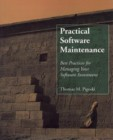 Practical
Software
Maintenance
Best Practices for
Managing Your
Software Investment
Thomas M. Pigoski